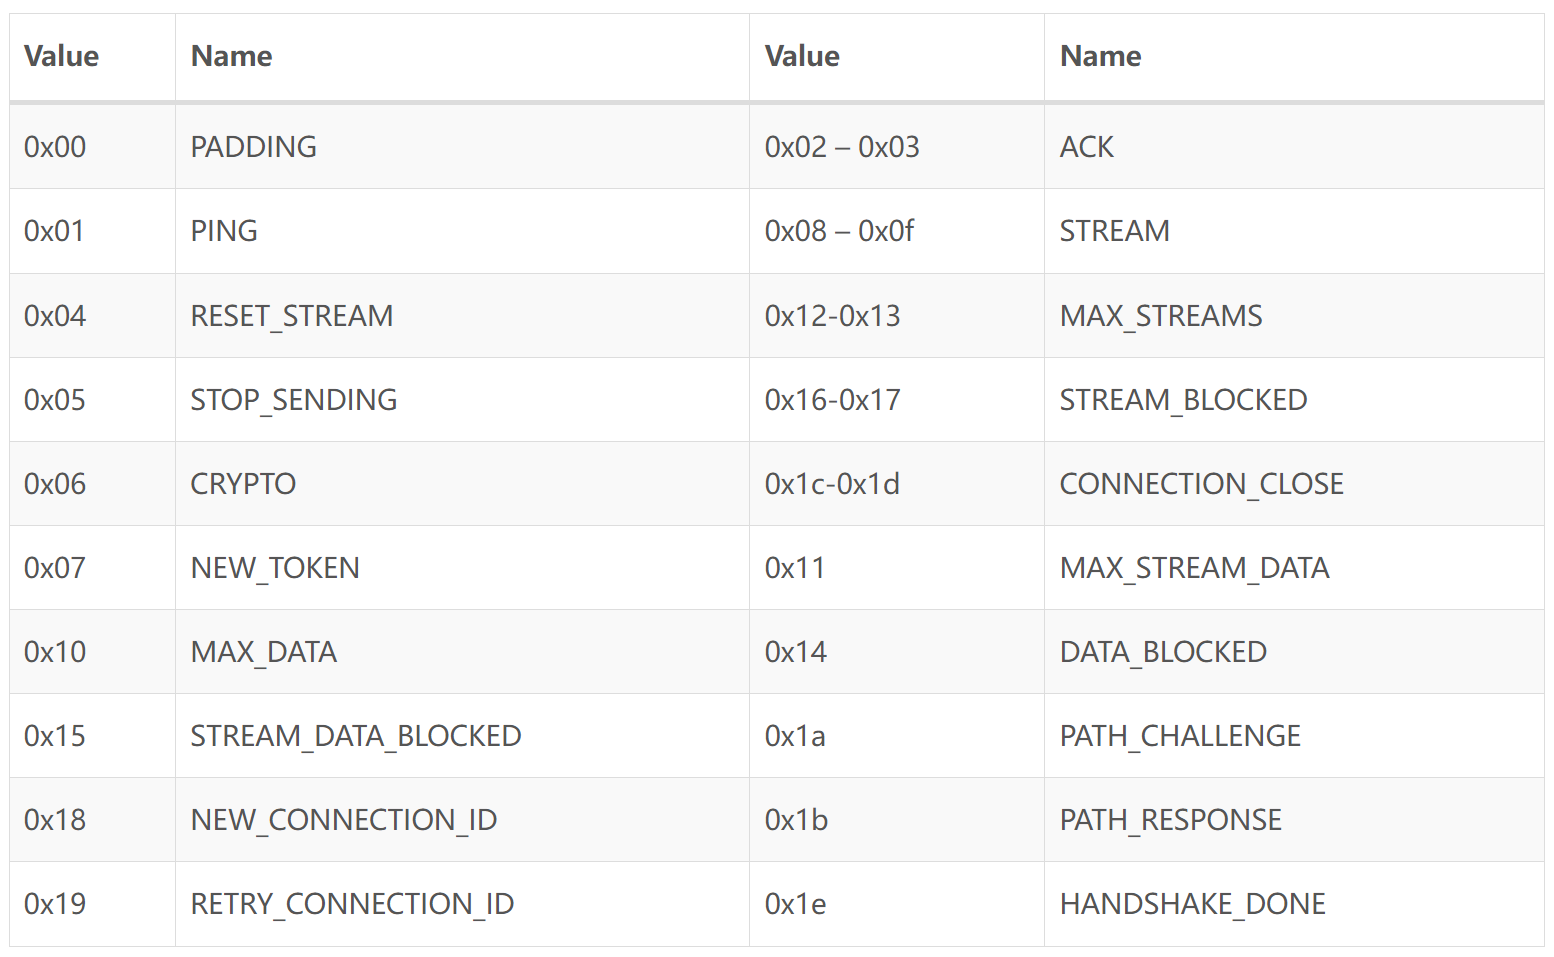 Value Name Value Name
0x00 PADDING 0x02 – 0x03 ACK
0x01 PING 0x08 – 0x0f STREAM
0x04 RESET_STREAM 0x12-0x13 MAX_STREAMS
0x05 STOP_SENDING 0x16-0x17 STREAM_BLOCKED
0x06 CRYPTO 0x1c-0x1d CONNECTION_CLOSE
0x07 NEW_TOKEN 0x11 MAX_STREAM_DATA
0x10 MAX_DATA 0x14 DATA_BLOCKED
0x15 STREAM_DATA_BLOCKED 0x1a PATH_CHALLENGE
0x18 NEW_CONNECTION_ID 0x1b PATH_RESPONSE
0x19 RETRY_CONNECTION_ID 0x1e HANDSHAKE_DONE